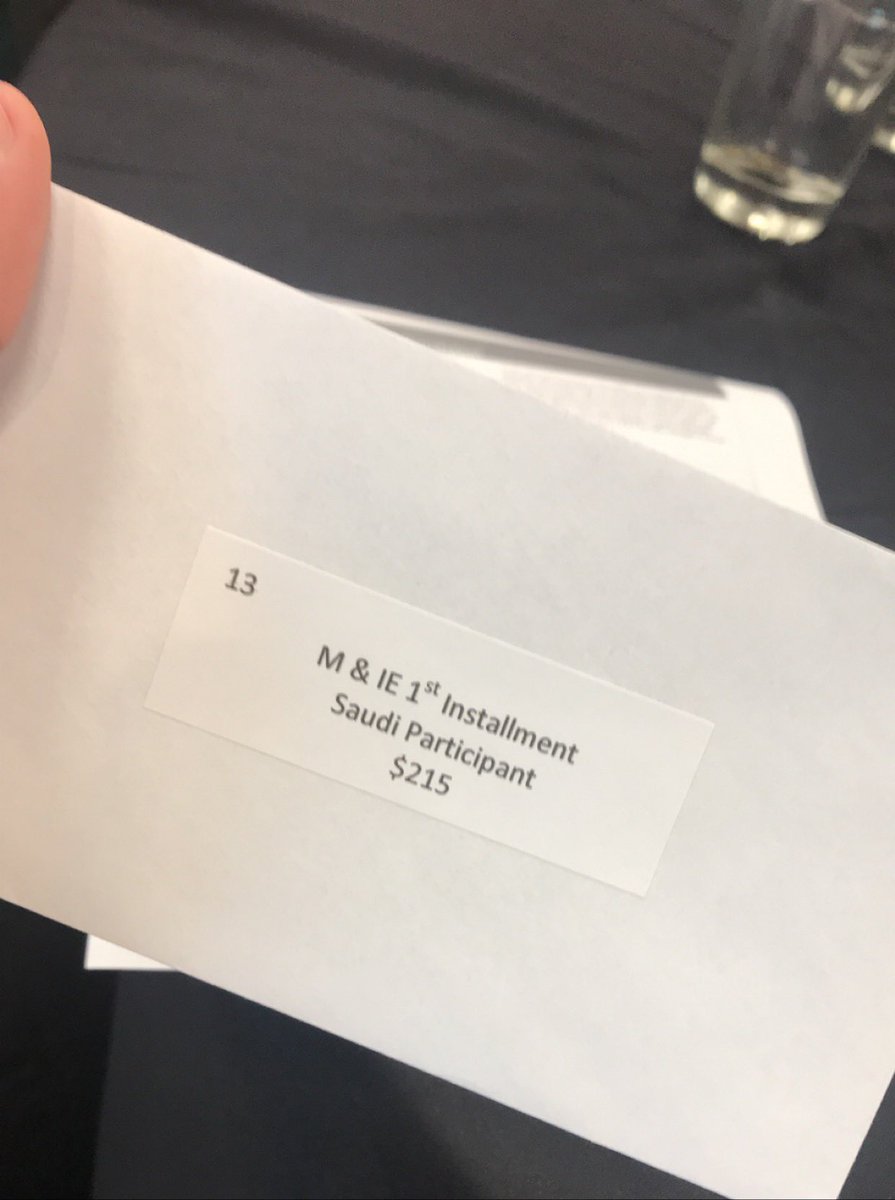 13
M & IE 1st Installment
Saudi Participant
$215